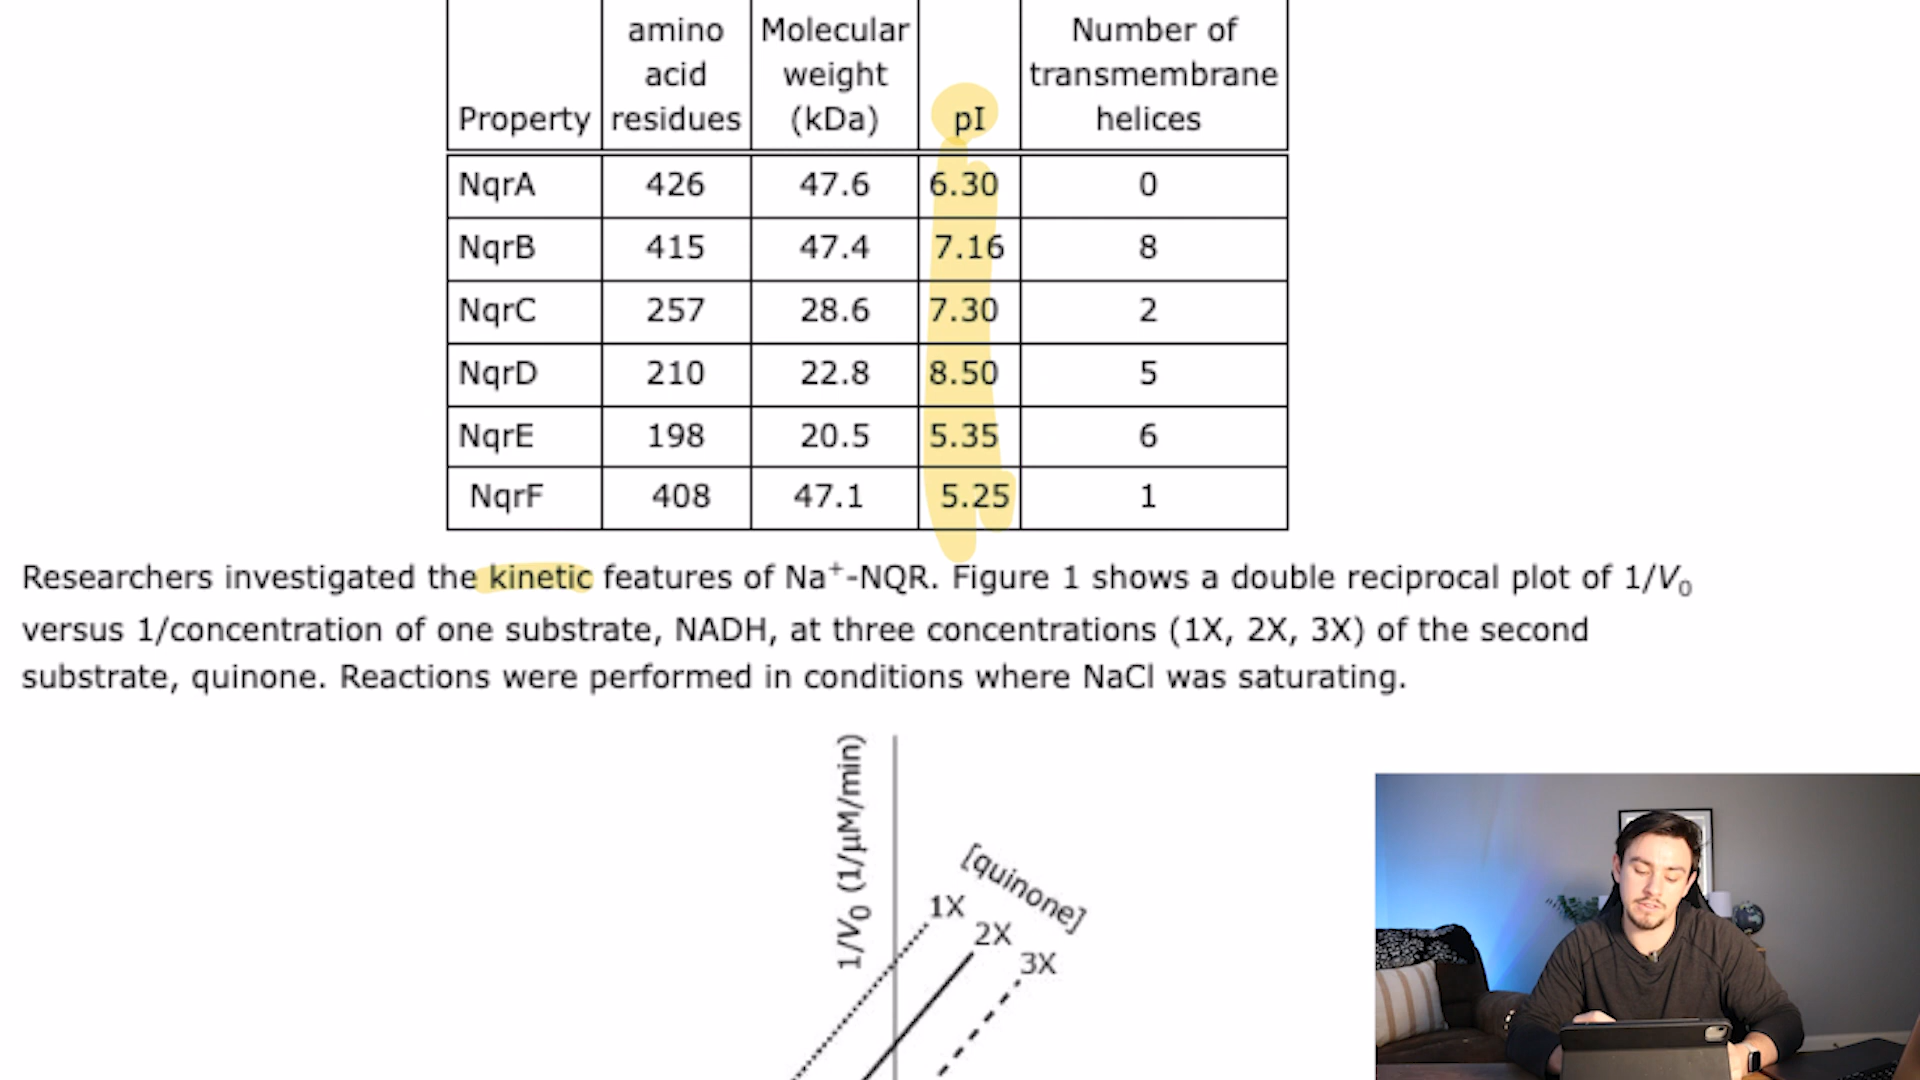 Property amino acid residues Molecular weight (kDa) pI Number of transmembrane helices
NqrA 426 47.6 6.30 0
NqrB 415 47.4 7.16 8
NqrC 257 28.6 7.30 2
NqrD 210 22.8 8.50 5
NqrE 198 20.5 5.35 6
NqrF 408 47.1 5.25 1
Researchers investigated the kinetic features of Na⁺-NQR. Figure 1 shows a double reciprocal plot of 1/V₀
versus 1/concentration of one substrate, NADH, at three concentrations (1X, 2X, 3X) of the second
substrate, quinone. Reactions were performed in conditions where NaCl was saturating.
1/V₀ (1/µM/min)
[quinone]
1X
2X
3X